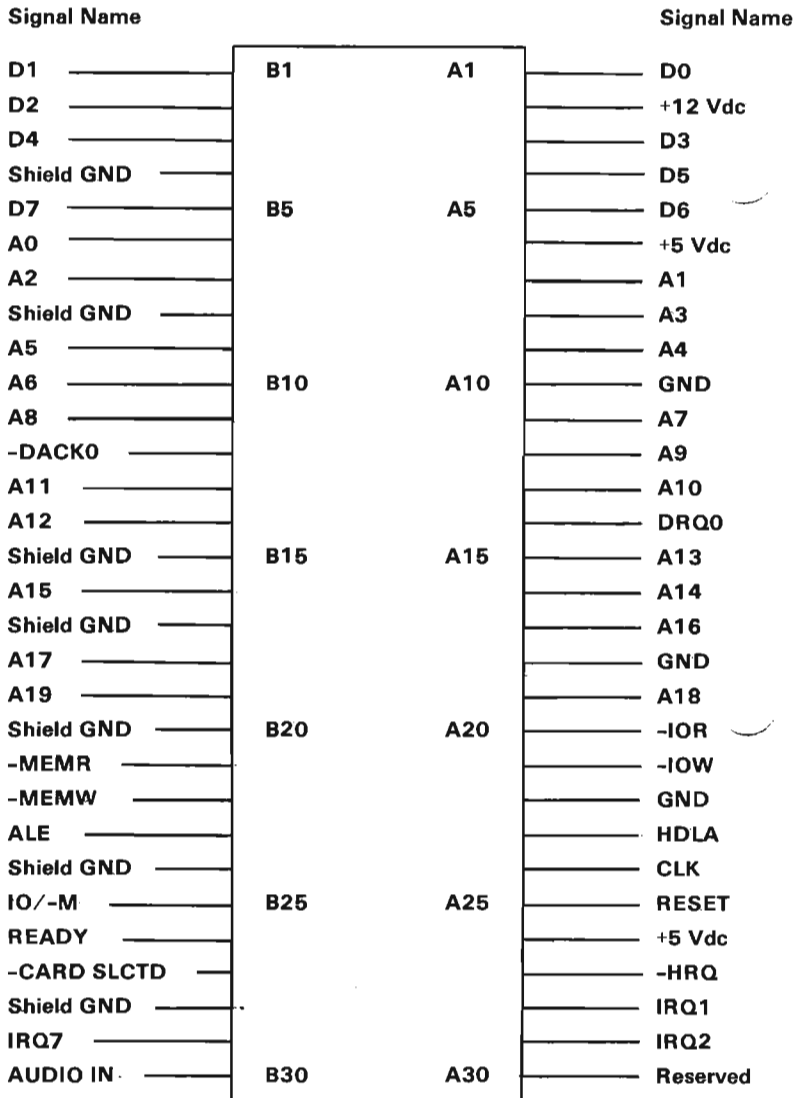 Signal Name Signal Name
D1 B1 A1 D0
D2 +12 Vdc
D4 D3
Shield GND D5
D7 B5 A5 D6
A0 +5 Vdc
A2 A1
Shield GND A3
A5 A4
A6 B10 A10 GND
A8 A7
-DACK0 A9
A11 A10
A12 DRQ0
Shield GND B15 A15 A13
A15 A14
Shield GND A16
A17 GND
A19 A18
Shield GND B20 A20 -IOR
-MEMR -IOW
-MEMW GND
ALE HDLA
Shield GND CLK
IO/-M B25 A25 RESET
READY +5 Vdc
-CARD SLCTD -HRQ
Shield GND IRQ1
IRQ7 IRQ2
AUDIO IN B30 A30 Reserved